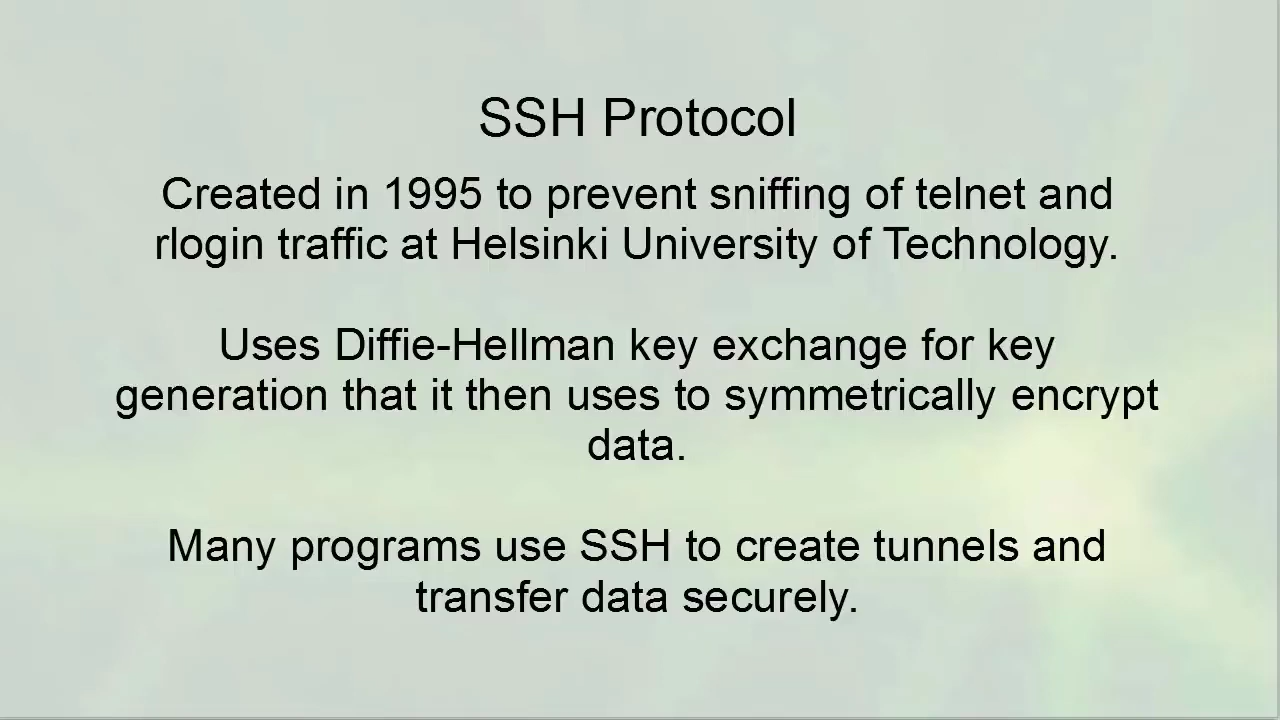 SSH Protocol
Created in 1995 to prevent sniffing of telnet and
rlogin traffic at Helsinki University of Technology.
Uses Diffie-Hellman key exchange for key
generation that it then uses to symmetrically encrypt
data.
Many programs use SSH to create tunnels and
transfer data securely.